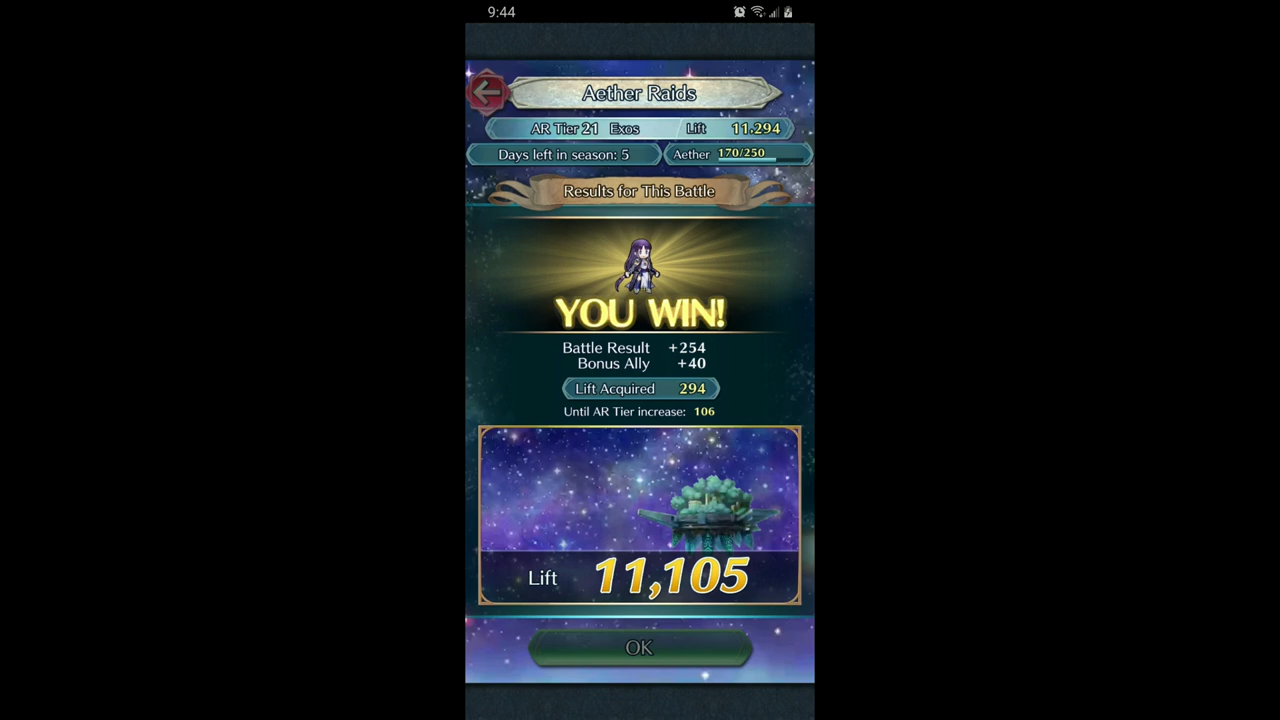 9:44
Aether Raids
AR Tier 21 Exos Lift 11.294
Days left in season: 5 Aether 170/250
Results for This Battle
YOU WIN!
Battle Result +254
Bonus Ally +40
Lift Acquired 294
Until AR Tier increase: 106
Lift 11,105
OK